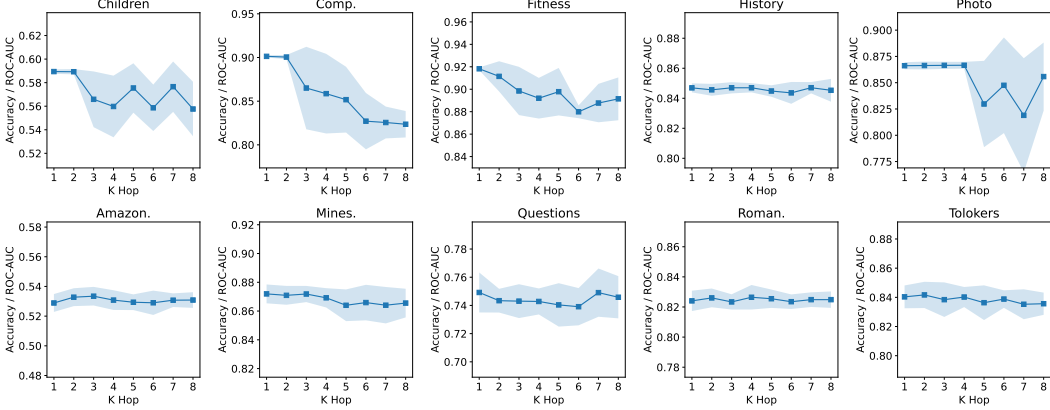 Children
Comp.
Fitness
History
Photo
Accuracy / ROC-AUC
0.62
0.60
0.58
0.56
0.54
0.52
1 2 3 4 5 6 7 8
K Hop
Accuracy / ROC-AUC
0.95
0.90
0.85
0.80
1 2 3 4 5 6 7 8
K Hop
Accuracy / ROC-AUC
0.96
0.94
0.92
0.90
0.88
0.86
0.84
1 2 3 4 5 6 7 8
K Hop
Accuracy / ROC-AUC
0.88
0.86
0.84
0.82
0.80
1 2 3 4 5 6 7 8
K Hop
Accuracy / ROC-AUC
0.900
0.875
0.850
0.825
0.800
0.775
1 2 3 4 5 6 7 8
K Hop
Amazon.
Mines.
Questions
Roman.
Tolokers
Accuracy / ROC-AUC
0.58
0.56
0.54
0.52
0.50
0.48
1 2 3 4 5 6 7 8
K Hop
Accuracy / ROC-AUC
0.92
0.90
0.88
0.86
0.84
0.82
1 2 3 4 5 6 7 8
K Hop
Accuracy / ROC-AUC
0.78
0.76
0.74
0.72
0.70
1 2 3 4 5 6 7 8
K Hop
Accuracy / ROC-AUC
0.86
0.84
0.82
0.80
0.78
1 2 3 4 5 6 7 8
K Hop
Accuracy / ROC-AUC
0.88
0.86
0.84
0.82
0.80
1 2 3 4 5 6 7 8
K Hop